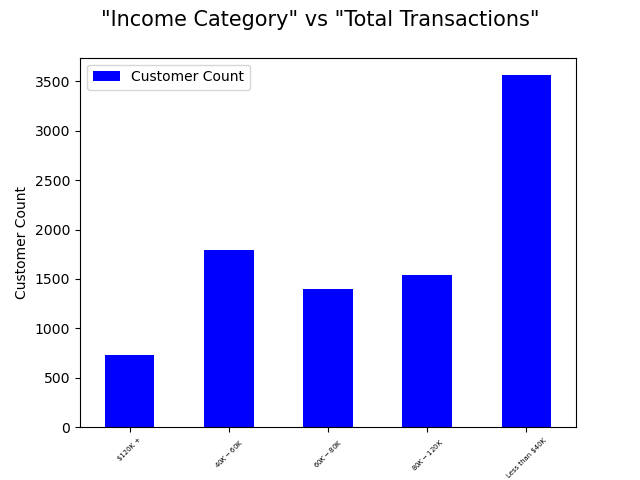 "Income Category" vs "Total Transactions"
Customer Count
Customer Count
3500
3000
2500
2000
1500
1000
500
0
$120K +
40K − 60K
60K − 80K
80K − 120K
Less than $40K